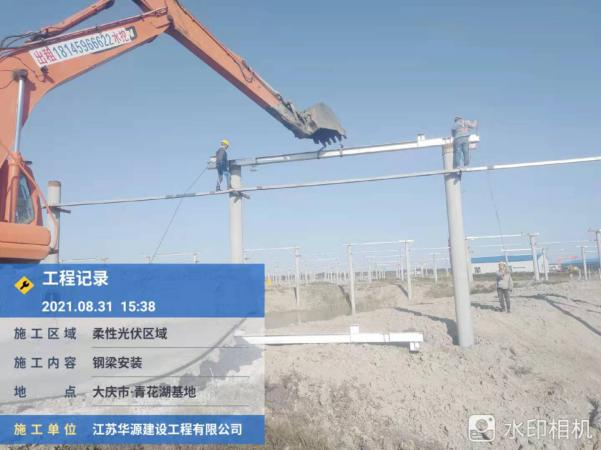 出租18145966622水挖
工程记录
2021.08.31 15:38
施工区域 柔性光伏区域
施工内容 钢梁安装
地 点 大庆市·青花湖基地
施工单位 江苏华源建设工程有限公司
水印相机